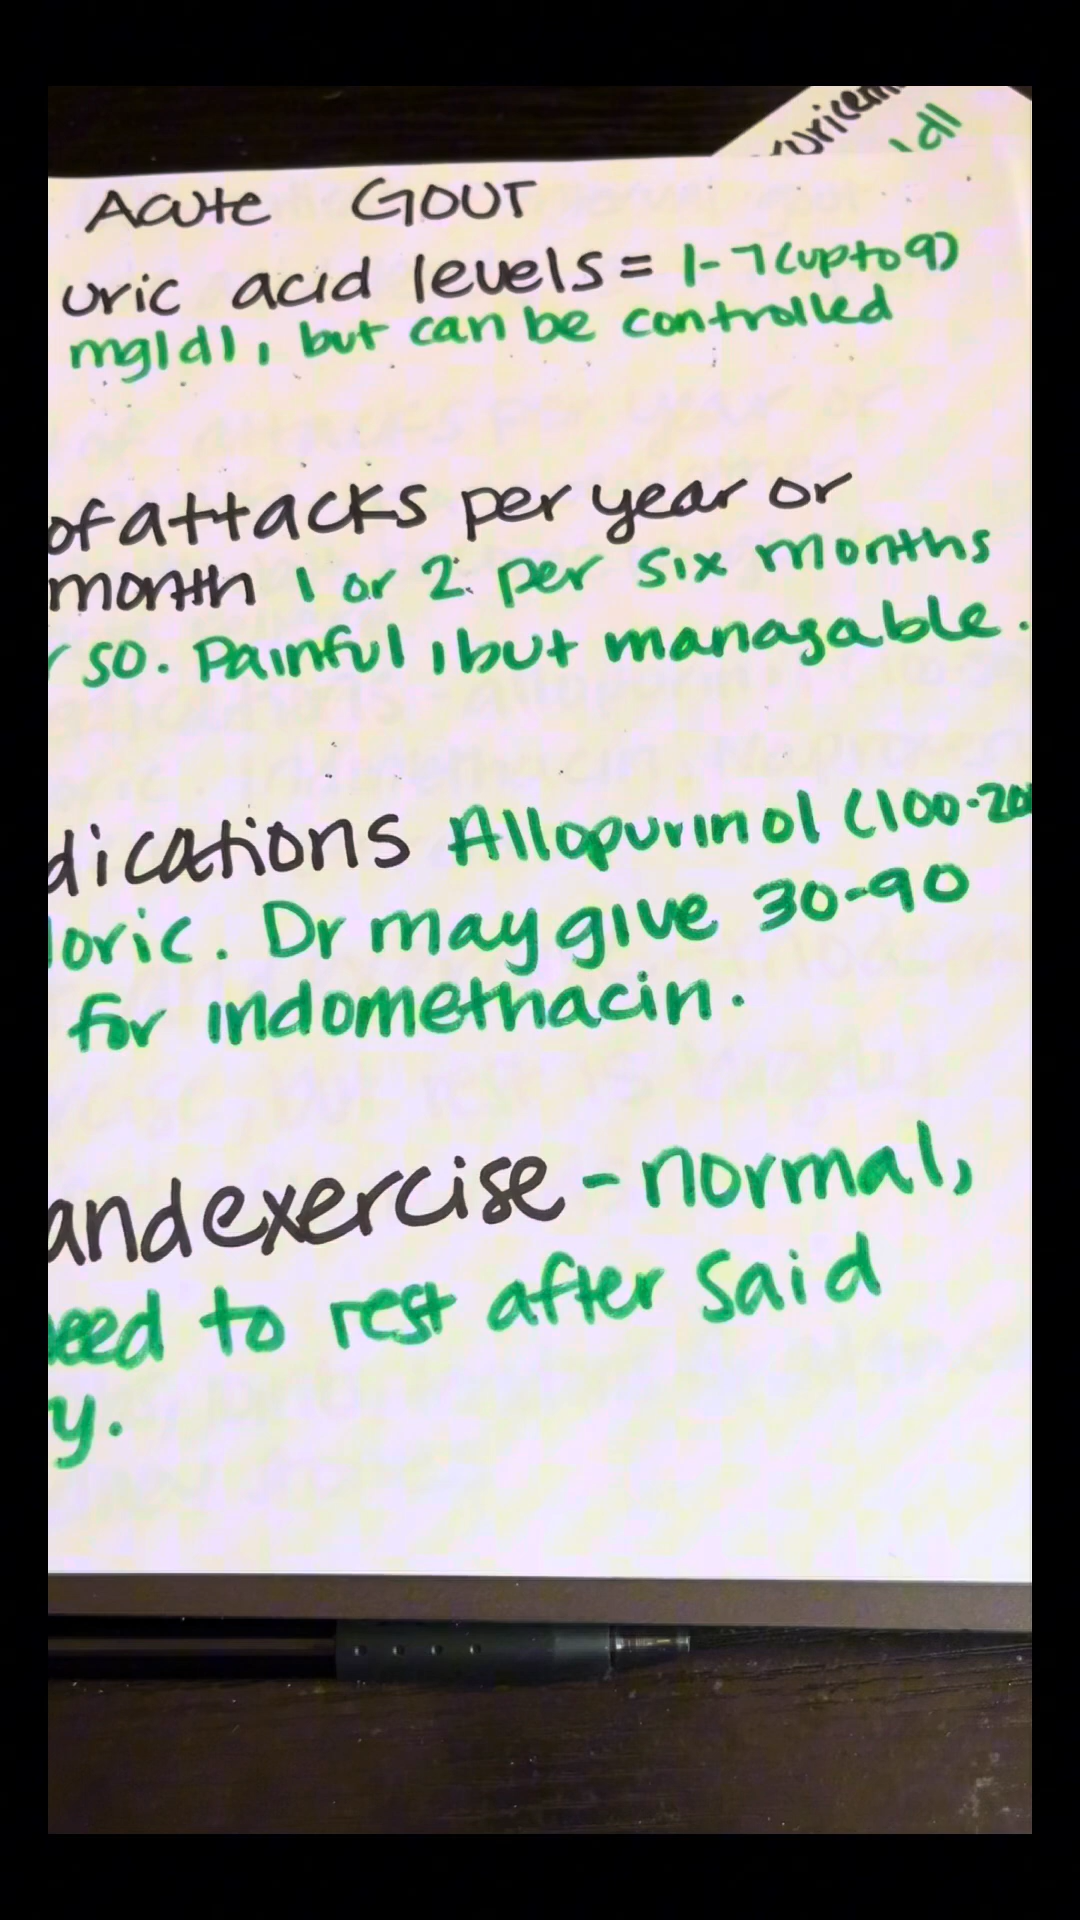 Acute GOUT
uric acid levels = 1-7 (up to 9)
mg/dl, but can be controlled
of attacks per year or
month 1 or 2 per six months
so. Painful, but managable.
dications Allopurinol (100-20
loric. Dr may give 30-90
for indomethacin.
and exercise - normal,
eed to rest after said
y.
uricem
dl